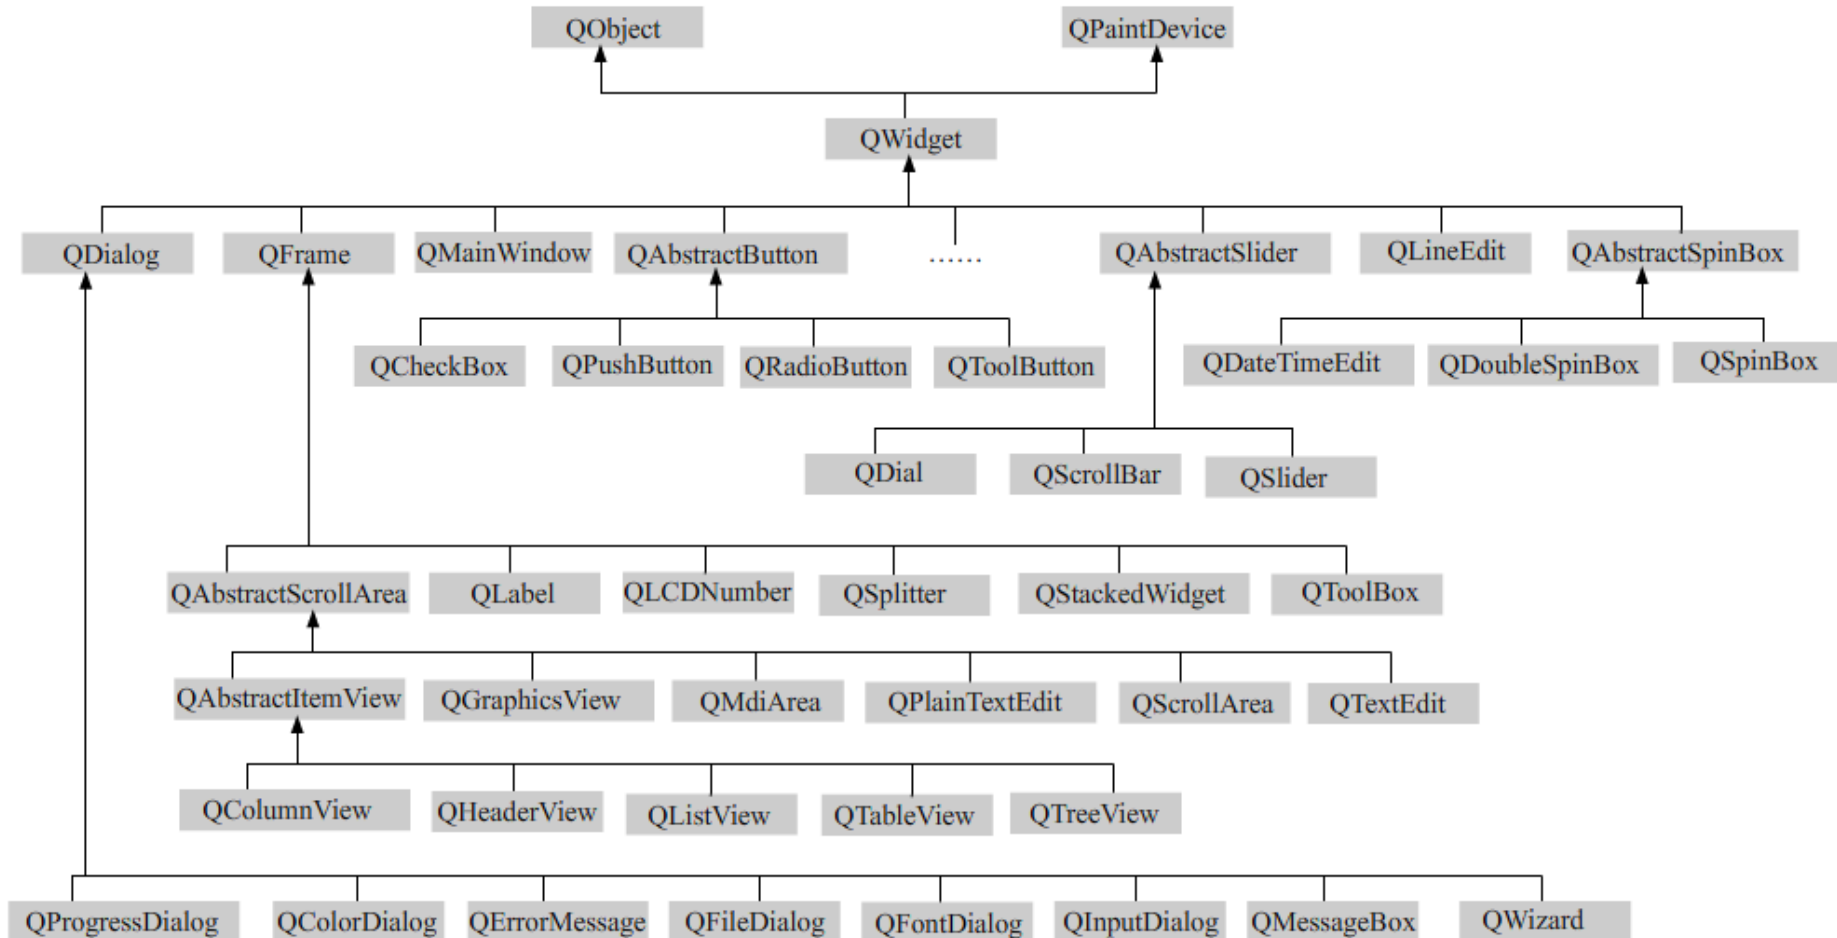 QObject
QPaintDevice
QWidget
QDialog
QFrame
QMainWindow
QAbstractButton
......
QAbstractSlider
QLineEdit
QAbstractSpinBox
QCheckBox
QPushButton
QRadioButton
QToolButton
QDateTimeEdit
QDoubleSpinBox
QSpinBox
QDial
QScrollBar
QSlider
QAbstractScrollArea
QLabel
QLCDNumber
QSplitter
QStackedWidget
QToolBox
QAbstractItemView
QGraphicsView
QMdiArea
QPlainTextEdit
QScrollArea
QTextEdit
QColumnView
QHeaderView
QListView
QTableView
QTreeView
QProgressDialog
QColorDialog
QErrorMessage
QFileDialog
QFontDialog
QInputDialog
QMessageBox
QWizard